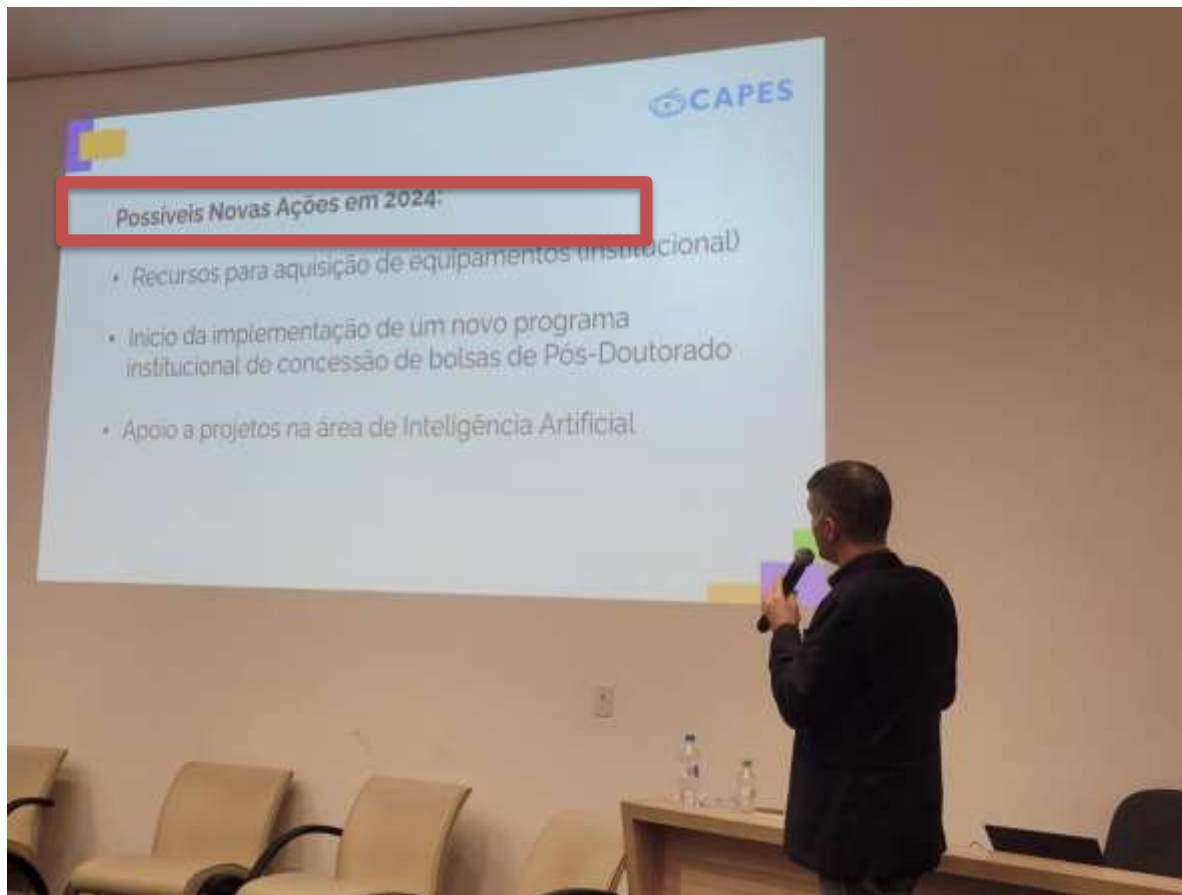 CAPES
Possíveis Novas Ações em 2024:
• Recursos para aquisição de equipamentos (Institucional)
• Inicio da implementação de um novo programa
institucional de concessão de bolsas de Pós-Doutorado
• Apoio a projetos na área de Inteligência Artificial